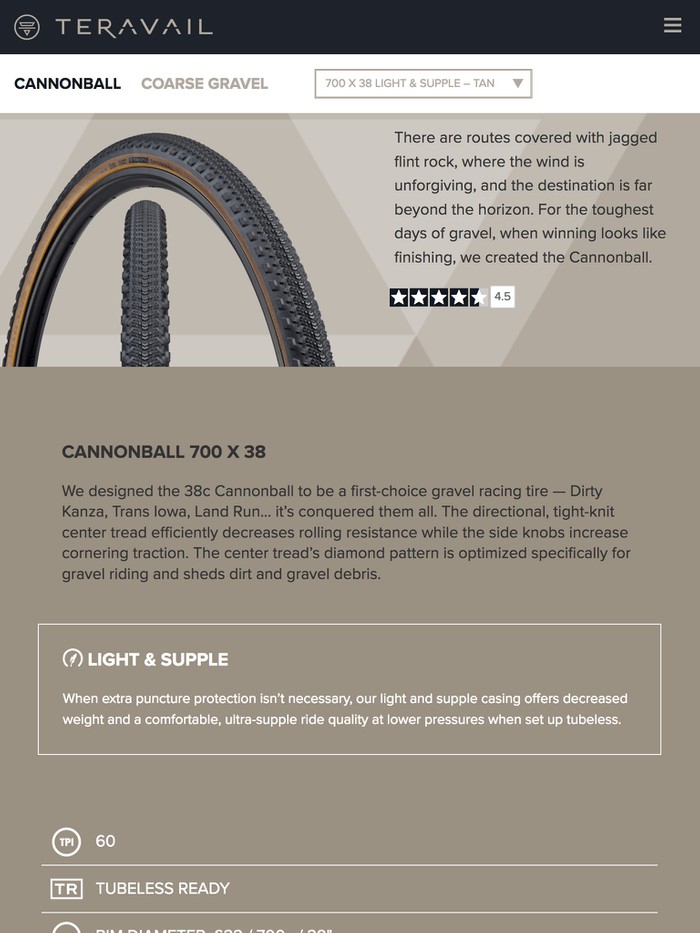 TERAVAIL
CANNONBALL COARSE GRAVEL 700 X 38 LIGHT & SUPPLE – TAN
There are routes covered with jagged
flint rock, where the wind is
unforgiving, and the destination is far
beyond the horizon. For the toughest
days of gravel, when winning looks like
finishing, we created the Cannonball.
4.5
CANNONBALL 700 X 38
We designed the 38c Cannonball to be a first-choice gravel racing tire — Dirty
Kanza, Trans Iowa, Land Run... it's conquered them all. The directional, tight-knit
center tread efficiently decreases rolling resistance while the side knobs increase
cornering traction. The center tread's diamond pattern is optimized specifically for
gravel riding and sheds dirt and gravel debris.
LIGHT & SUPPLE
When extra puncture protection isn't necessary, our light and supple casing offers decreased
weight and a comfortable, ultra-supple ride quality at lower pressures when set up tubeless.
TPI 60
TR TUBELESS READY